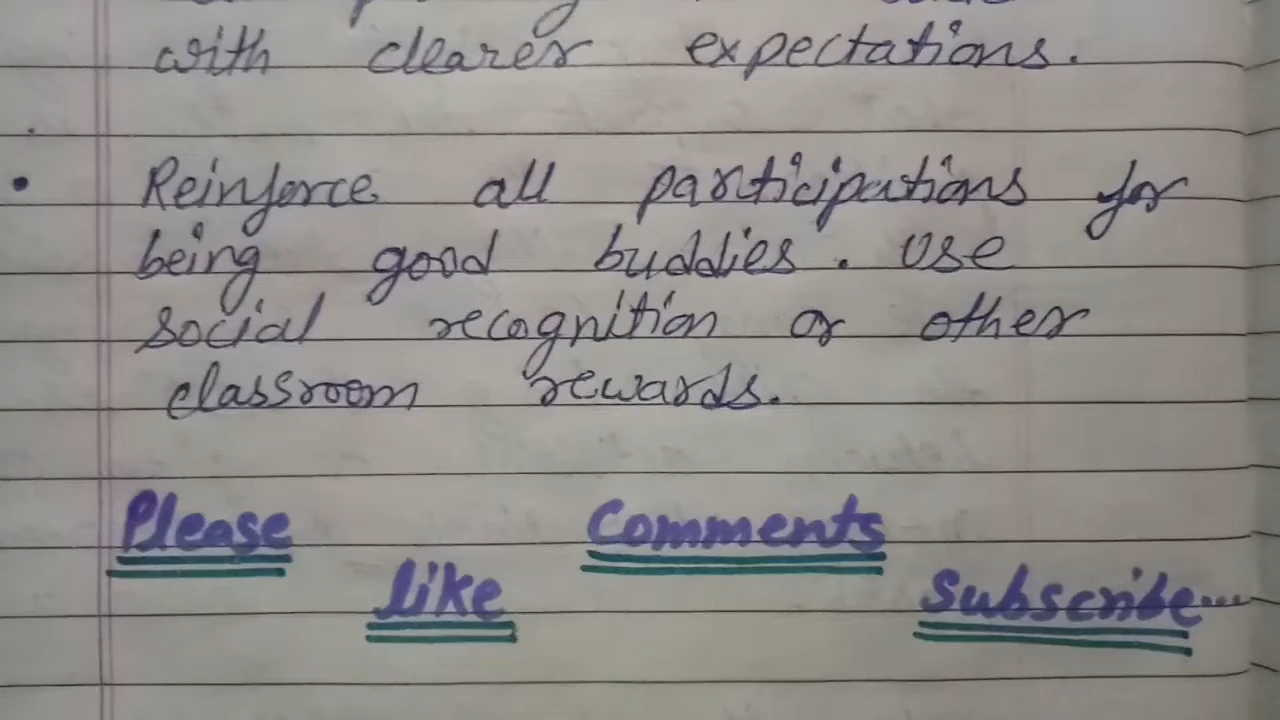 with clearer expectations.
• Reinforce all participations for
being good buddies. Use
social recognition or other
classroom rewards.
Please Comments
like Subscribe...